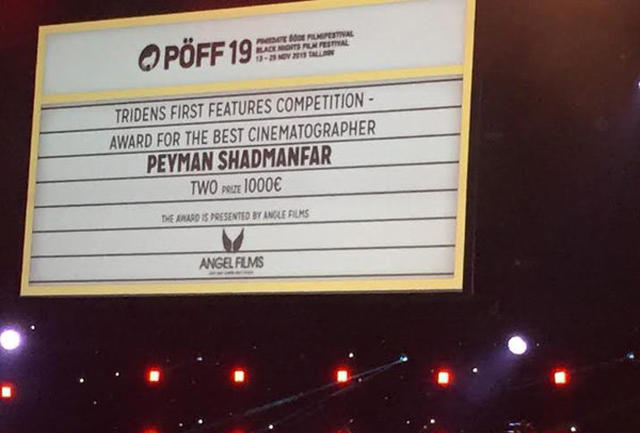 PÖFF 19
PIMEDATE ÖÖDE FILMIFESTIVAL
BLACK NIGHTS FILM FESTIVAL
13 - 29 NOV 2015 TALLINN
TRIDENS FIRST FEATURES COMPETITION -
AWARD FOR THE BEST CINEMATOGRAPHER
PEYMAN SHADMANFAR
TWO PRIZE 1000€
THE AWARD IS PRESENTED BY ANGLE FILMS
ANGEL FILMS